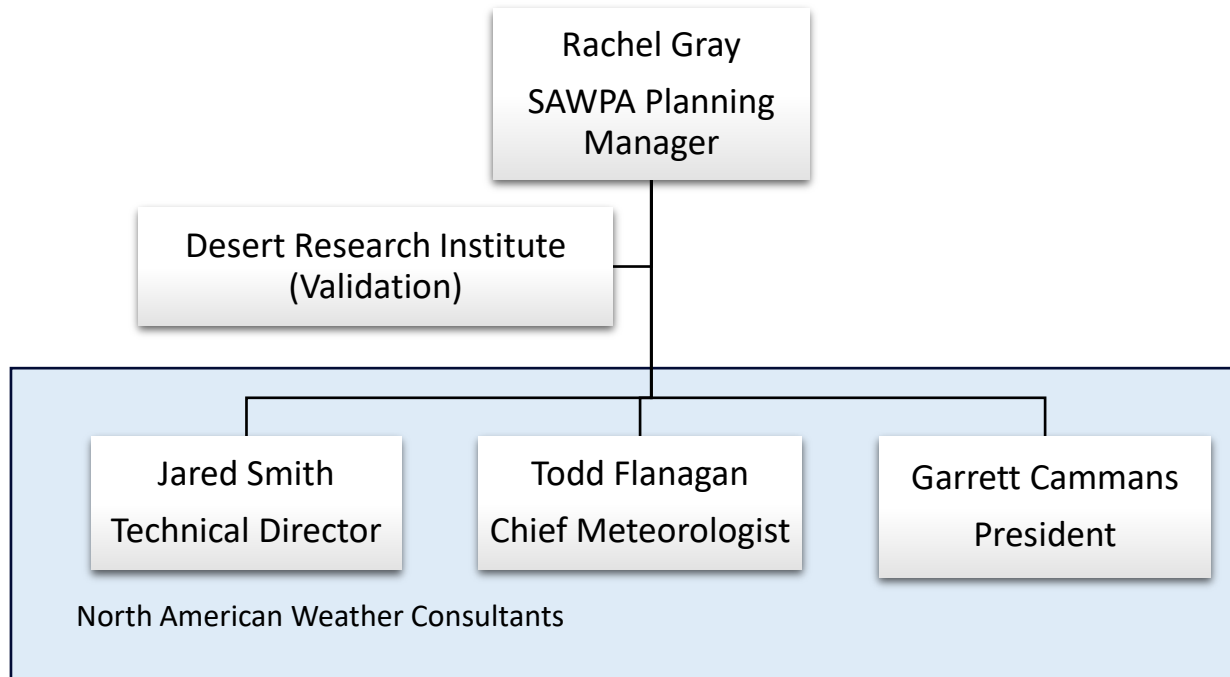 Rachel Gray
SAWPA Planning
Manager
Desert Research Institute
(Validation)
Jared Smith
Technical Director
Todd Flanagan
Chief Meteorologist
Garrett Cammans
President
North American Weather Consultants